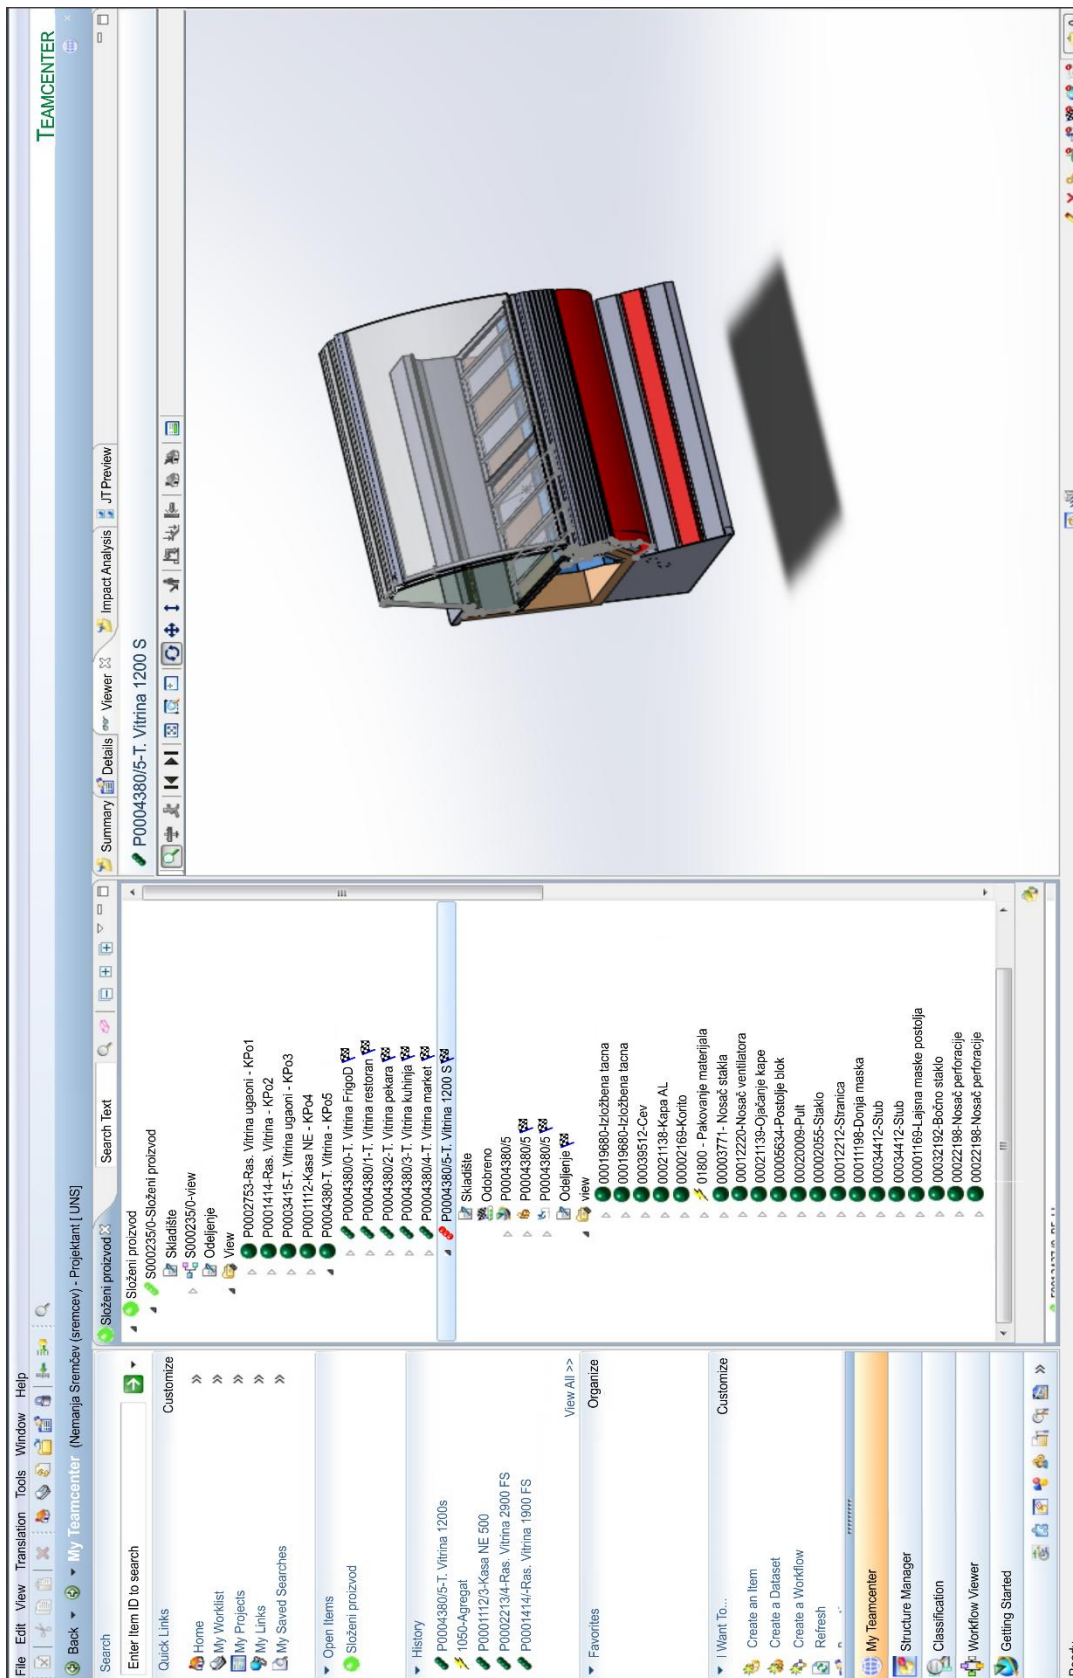 File Edit View Translation Tools Window Help
TEAMCENTER
Back
My Teamcenter (Nemanja Sremčev (sremcev) - Projektant [ UNS]
Search
Enter Item ID to search
Quick Links
Customize
Home
My Worklist
My Projects
My Links
My Saved Searches
Open Items
Složeni proizvod
History
P0004380/5-T. Vitrina 1200s
1050-Agregat
P0001112/3-Kasa NE 500
P0002213/4-Ras. Vitrina 2900 FS
P0001414/-Ras. Vitrina 1900 FS
View All >>
Favorites
Organize
I Want To...
Customize
Create an Item
Create a Dataset
Create a Workflow
Refresh
My Teamcenter
Structure Manager
Classification
Workflow Viewer
Getting Started
Složeni proizvod
Search Text
Složeni proizvod
S000235/0-Složeni proizvod
Skladište
S000235/0-view
Odeljenje
View
P0002753-Ras. Vitrina ugaoni - KPo1
P0001414-Ras. Vitrina - KPo2
P0003415-T. Vitrina ugaoni - KPo3
P0001112-Kasa NE - KPo4
P0004380-T. Vitrina - KPo5
P0004380/0-T. Vitrina FrigoD
P0004380/1-T. Vitrina restoran
P0004380/2-T. Vitrina pekara
P0004380/3-T. Vitrina kuhinja
P0004380/4-T. Vitrina market
P0004380/5-T. Vitrina 1200 S
Skladište
Odobreno
P0004380/5
P0004380/5
P0004380/5
Odeljenje
view
00019680-Izložbena tacna
00019680-Izložbena tacna
00039512-Cev
00021138-Kapa AL
00002169-Korito
01800 - Pakovanje materijala
00003771- Nosač stakla
00012220-Nosač ventilatora
00021139-Ojačanje kape
00005634-Postolje blok
00020009-Pult
00002055-Staklo
00012212-Stranica
00011198-Donja maska
00034412-Stub
00034412-Stub
00001169-Lajsna maske postolja
00032192-Bočno staklo
00022198-Nosač perforacije
00022198-Nosač perforacije
Summary
Details
Viewer
Impact Analysis
JTPreview
P0004380/5-T. Vitrina 1200 S